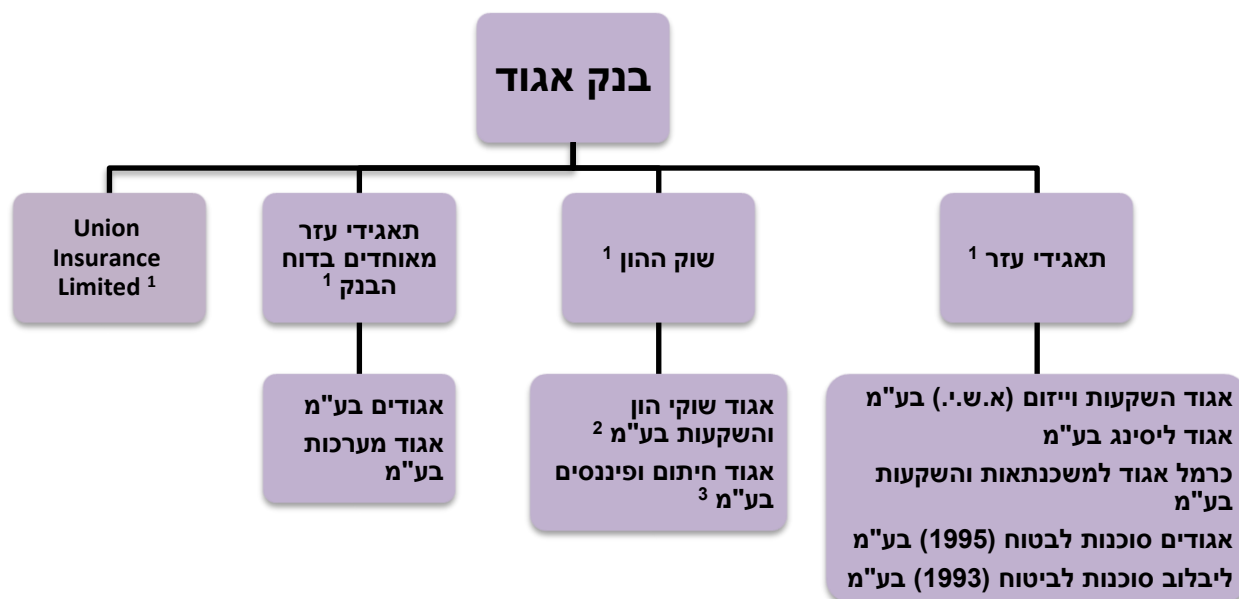 בנק אגוד
תאגידי עזר 1
שוק ההון 1
תאגידי עזר
מאוחדים בדוח
הבנק 1
Union
Insurance
Limited 1
אגוד השקעות וייזום (א.ש.י.) בע"מ
אגוד ליסינג בע"מ
כרמל אגוד למשכנתאות והשקעות
בע"מ
אגודים סוכנות לבטוח (1995) בע"מ
ליבלוב סוכנות לביטוח (1993) בע"מ
אגוד שוקי הון
והשקעות בע"מ 2
אגוד חיתום ופיננסים
בע"מ 3
אגודים בע"מ
אגוד מערכות
בע"מ